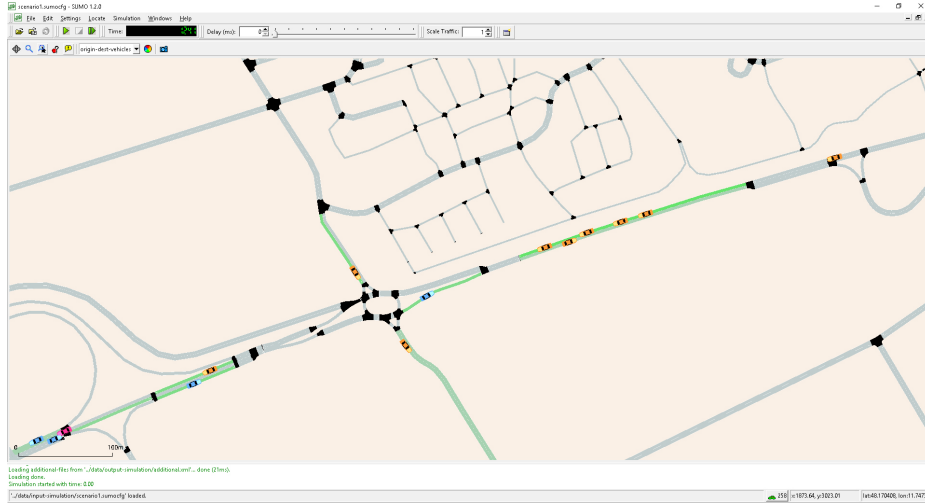 scenario1.sumocfg - SUMO 1.2.0
File Edit Settings Locate Simulation Windows Help
Time: Delay (ms): 0 Scale Traffic: 1
origin-dest-vehicles
0 100m
Loading additional-files from '../data/output-simulation/additional.xml'... done (21ms).
Loading done.
Simulation started with time: 0.00
'../data/input-simulation/scenario1.sumocfg' loaded.
258 x:1873.64, y:3023.01 lat:48.170408, lon:11.747